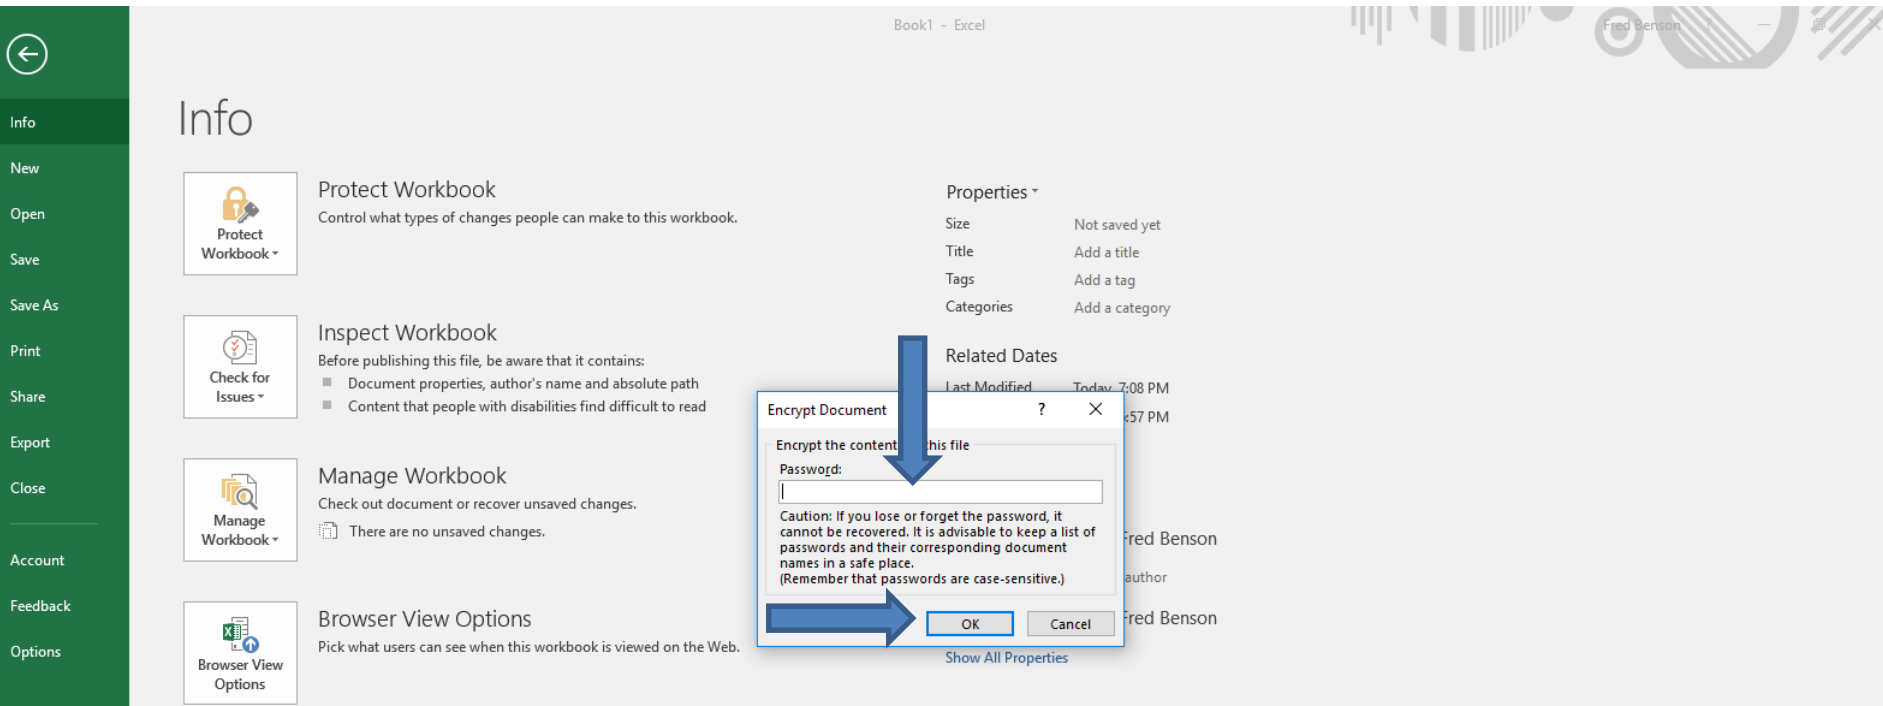 Book1 - Excel
Fred Benson ?
Info
New
Open
Save
Save As
Print
Share
Export
Close
Account
Feedback
Options
Info
Protect
Workbook
Protect Workbook
Control what types of changes people can make to this workbook.
Check for
Issues
Inspect Workbook
Before publishing this file, be aware that it contains:
Document properties, author's name and absolute path
Content that people with disabilities find difficult to read
Manage
Workbook
Manage Workbook
Check out document or recover unsaved changes.
There are no unsaved changes.
Browser View
Options
Browser View Options
Pick what users can see when this workbook is viewed on the Web.
Properties
Size Not saved yet
Title Add a title
Tags Add a tag
Categories Add a category
Related Dates
Last Modified Today, 7:08 PM
:57 PM
Fred Benson
author
Fred Benson
Show All Properties
Encrypt Document ?
Encrypt the content this file
Password:
Caution: If you lose or forget the password, it
cannot be recovered. It is advisable to keep a list of
passwords and their corresponding document
names in a safe place.
(Remember that passwords are case-sensitive.)
OK Cancel